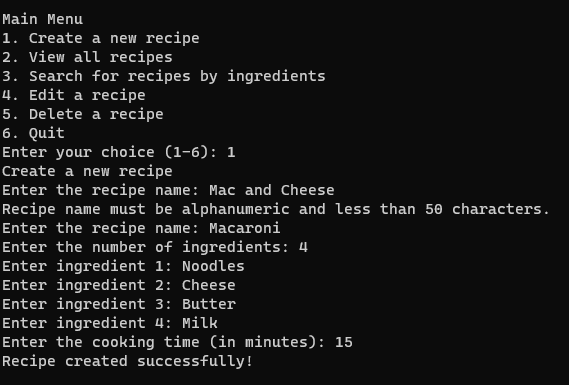 Main Menu
1. Create a new recipe
2. View all recipes
3. Search for recipes by ingredients
4. Edit a recipe
5. Delete a recipe
6. Quit
Enter your choice (1-6): 1
Create a new recipe
Enter the recipe name: Mac and Cheese
Recipe name must be alphanumeric and less than 50 characters.
Enter the recipe name: Macaroni
Enter the number of ingredients: 4
Enter ingredient 1: Noodles
Enter ingredient 2: Cheese
Enter ingredient 3: Butter
Enter ingredient 4: Milk
Enter the cooking time (in minutes): 15
Recipe created successfully!